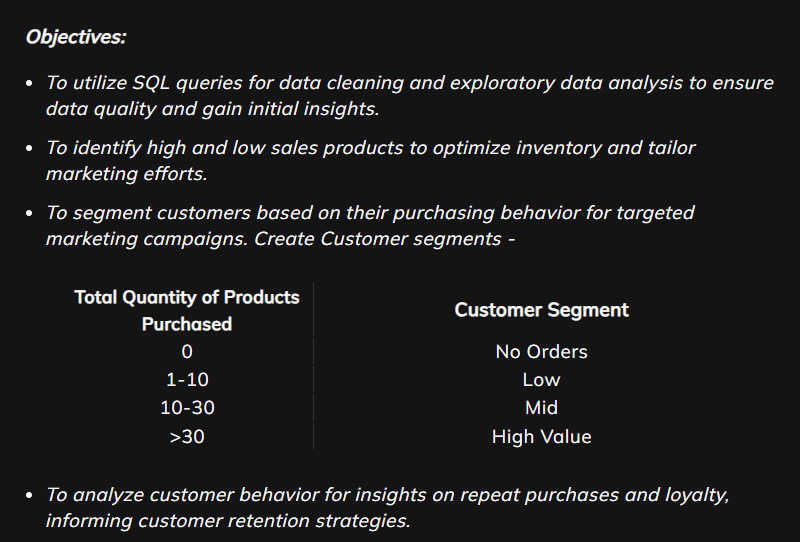 Objectives:
• To utilize SQL queries for data cleaning and exploratory data analysis to ensure
data quality and gain initial insights.
• To identify high and low sales products to optimize inventory and tailor
marketing efforts.
• To segment customers based on their purchasing behavior for targeted
marketing campaigns. Create Customer segments -
Total Quantity of Products
Purchased
Customer Segment
0 No Orders
1-10 Low
10-30 Mid
>30 High Value
• To analyze customer behavior for insights on repeat purchases and loyalty,
informing customer retention strategies.